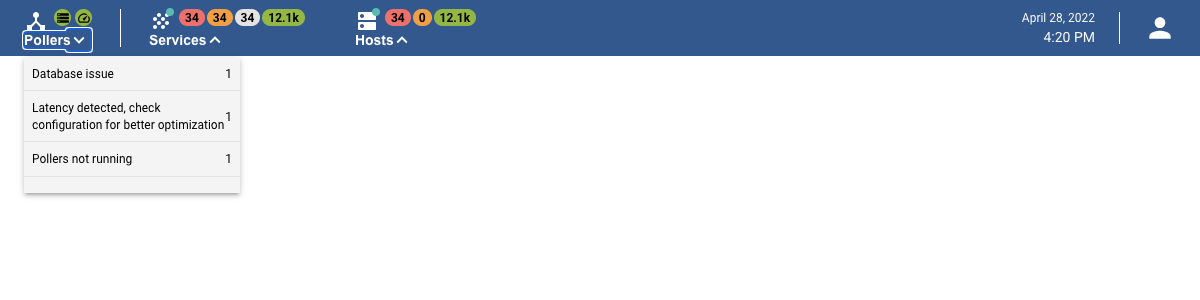 34 34 34 12.1k
34 0 12.1k
April 28, 2022
Pollers
Services
Hosts
4:20 PM
Database issue 1
Latency detected, check
configuration for better optimization 1
Pollers not running 1